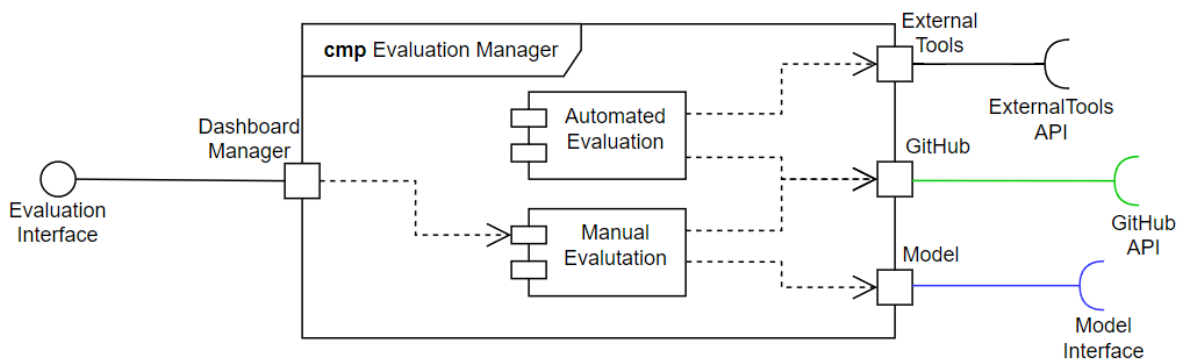 External
Tools
cmp Evaluation Manager
ExternalTools
API
Automated
Evaluation
Dashboard
Manager
GitHub
Evaluation
Interface
Manual
Evalutation
GitHub
API
Model
Model
Interface